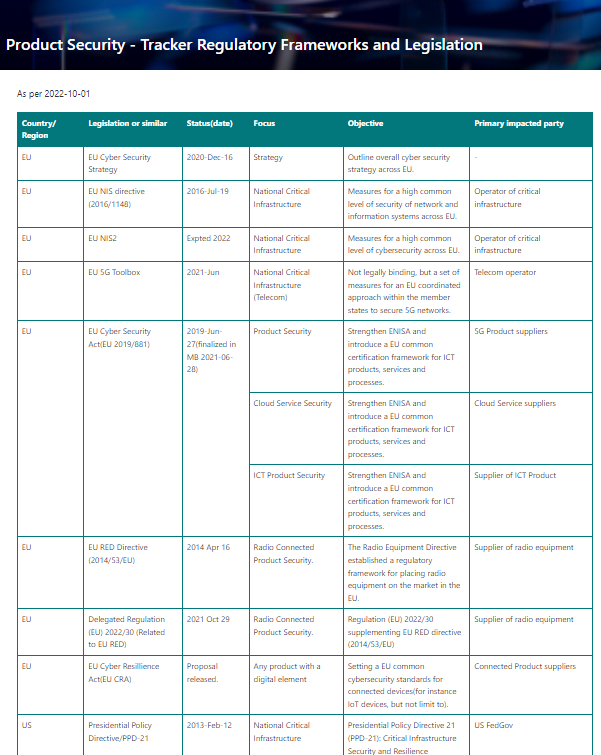 Product Security - Tracker Regulatory Frameworks and Legislation
As per 2022-10-01
Country/ Legislation or similar Status(date) Focus Objective Primary impacted party
Region
EU EU Cyber Security 2020-Dec-16 Strategy Outline overall cyber security -
Strategy strategy across EU.
EU EU NIS directive 2016-Jul-19 National Critical Measures for a high common Operator of critical
(2016/1148) Infrastructure level of security of network and infrastructure
information systems across EU.
EU EU NIS2 Expted 2022 National Critical Measures for a high common Operator of critical
Infrastructure level of cybersecurity across EU. infrastructure
EU EU 5G Toolbox 2021-Jun National Critical Not legally binding, but a set of Telecom operator
Infrastructure measures for an EU coordinated
(Telecom) approach within the member
states to secure 5G networks.
EU EU Cyber Security 2019-Jun- Product Security Strengthen ENISA and 5G Product suppliers
Act(EU 2019/881) 27(finalized in introduce a EU common
MB 2021-06- certification framework for ICT
28) products, services and
processes.
Cloud Service Security Strengthen ENISA and Cloud Service suppliers
introduce a EU common
certification framework for ICT
products, services and
processes.
ICT Product Security Strengthen ENISA and Supplier of ICT Product
introduce a EU common
certification framework for ICT
products, services and
processes.
EU EU RED Directive 2014 Apr 16 Radio Connected The Radio Equipment Directive Supplier of radio equipment
(2014/53/EU) Product Security. established a regulatory
framework for placing radio
equipment on the market in the
EU.
EU Delegated Regulation 2021 Oct 29 Radio Connected Regulation (EU) 2022/30 Supplier of radio equipment
(EU) 2022/30 (Related Product Security. supplementing EU RED directive
to EU RED) (2014/53/EU)
EU EU Cyber Resillience Proposal Any product with a Setting a EU common Connected Product suppliers
Act(EU CRA) released. digital element cybersecurity standards for
connected devices(for instance
IoT devices, but not limit to).
US Presidential Policy 2013-Feb-12 National Critical Presidential Policy Directive 21 US FedGov
Directive/PPD-21 Infrastructure (PPD-21): Critical Infrastructure
Security and Resilience